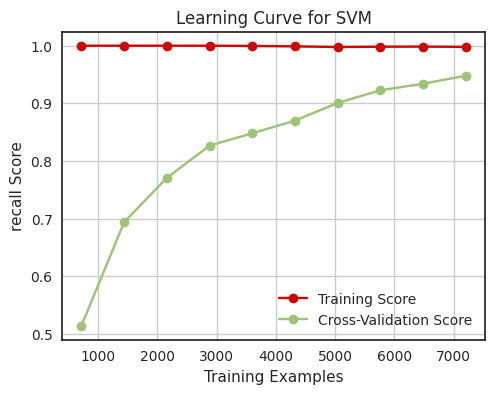 Learning Curve for SVM
1.0
0.9
0.8
0.7
0.6
0.5
recall Score
Training Score
Cross-Validation Score
1000 2000 3000 4000 5000 6000 7000
Training Examples